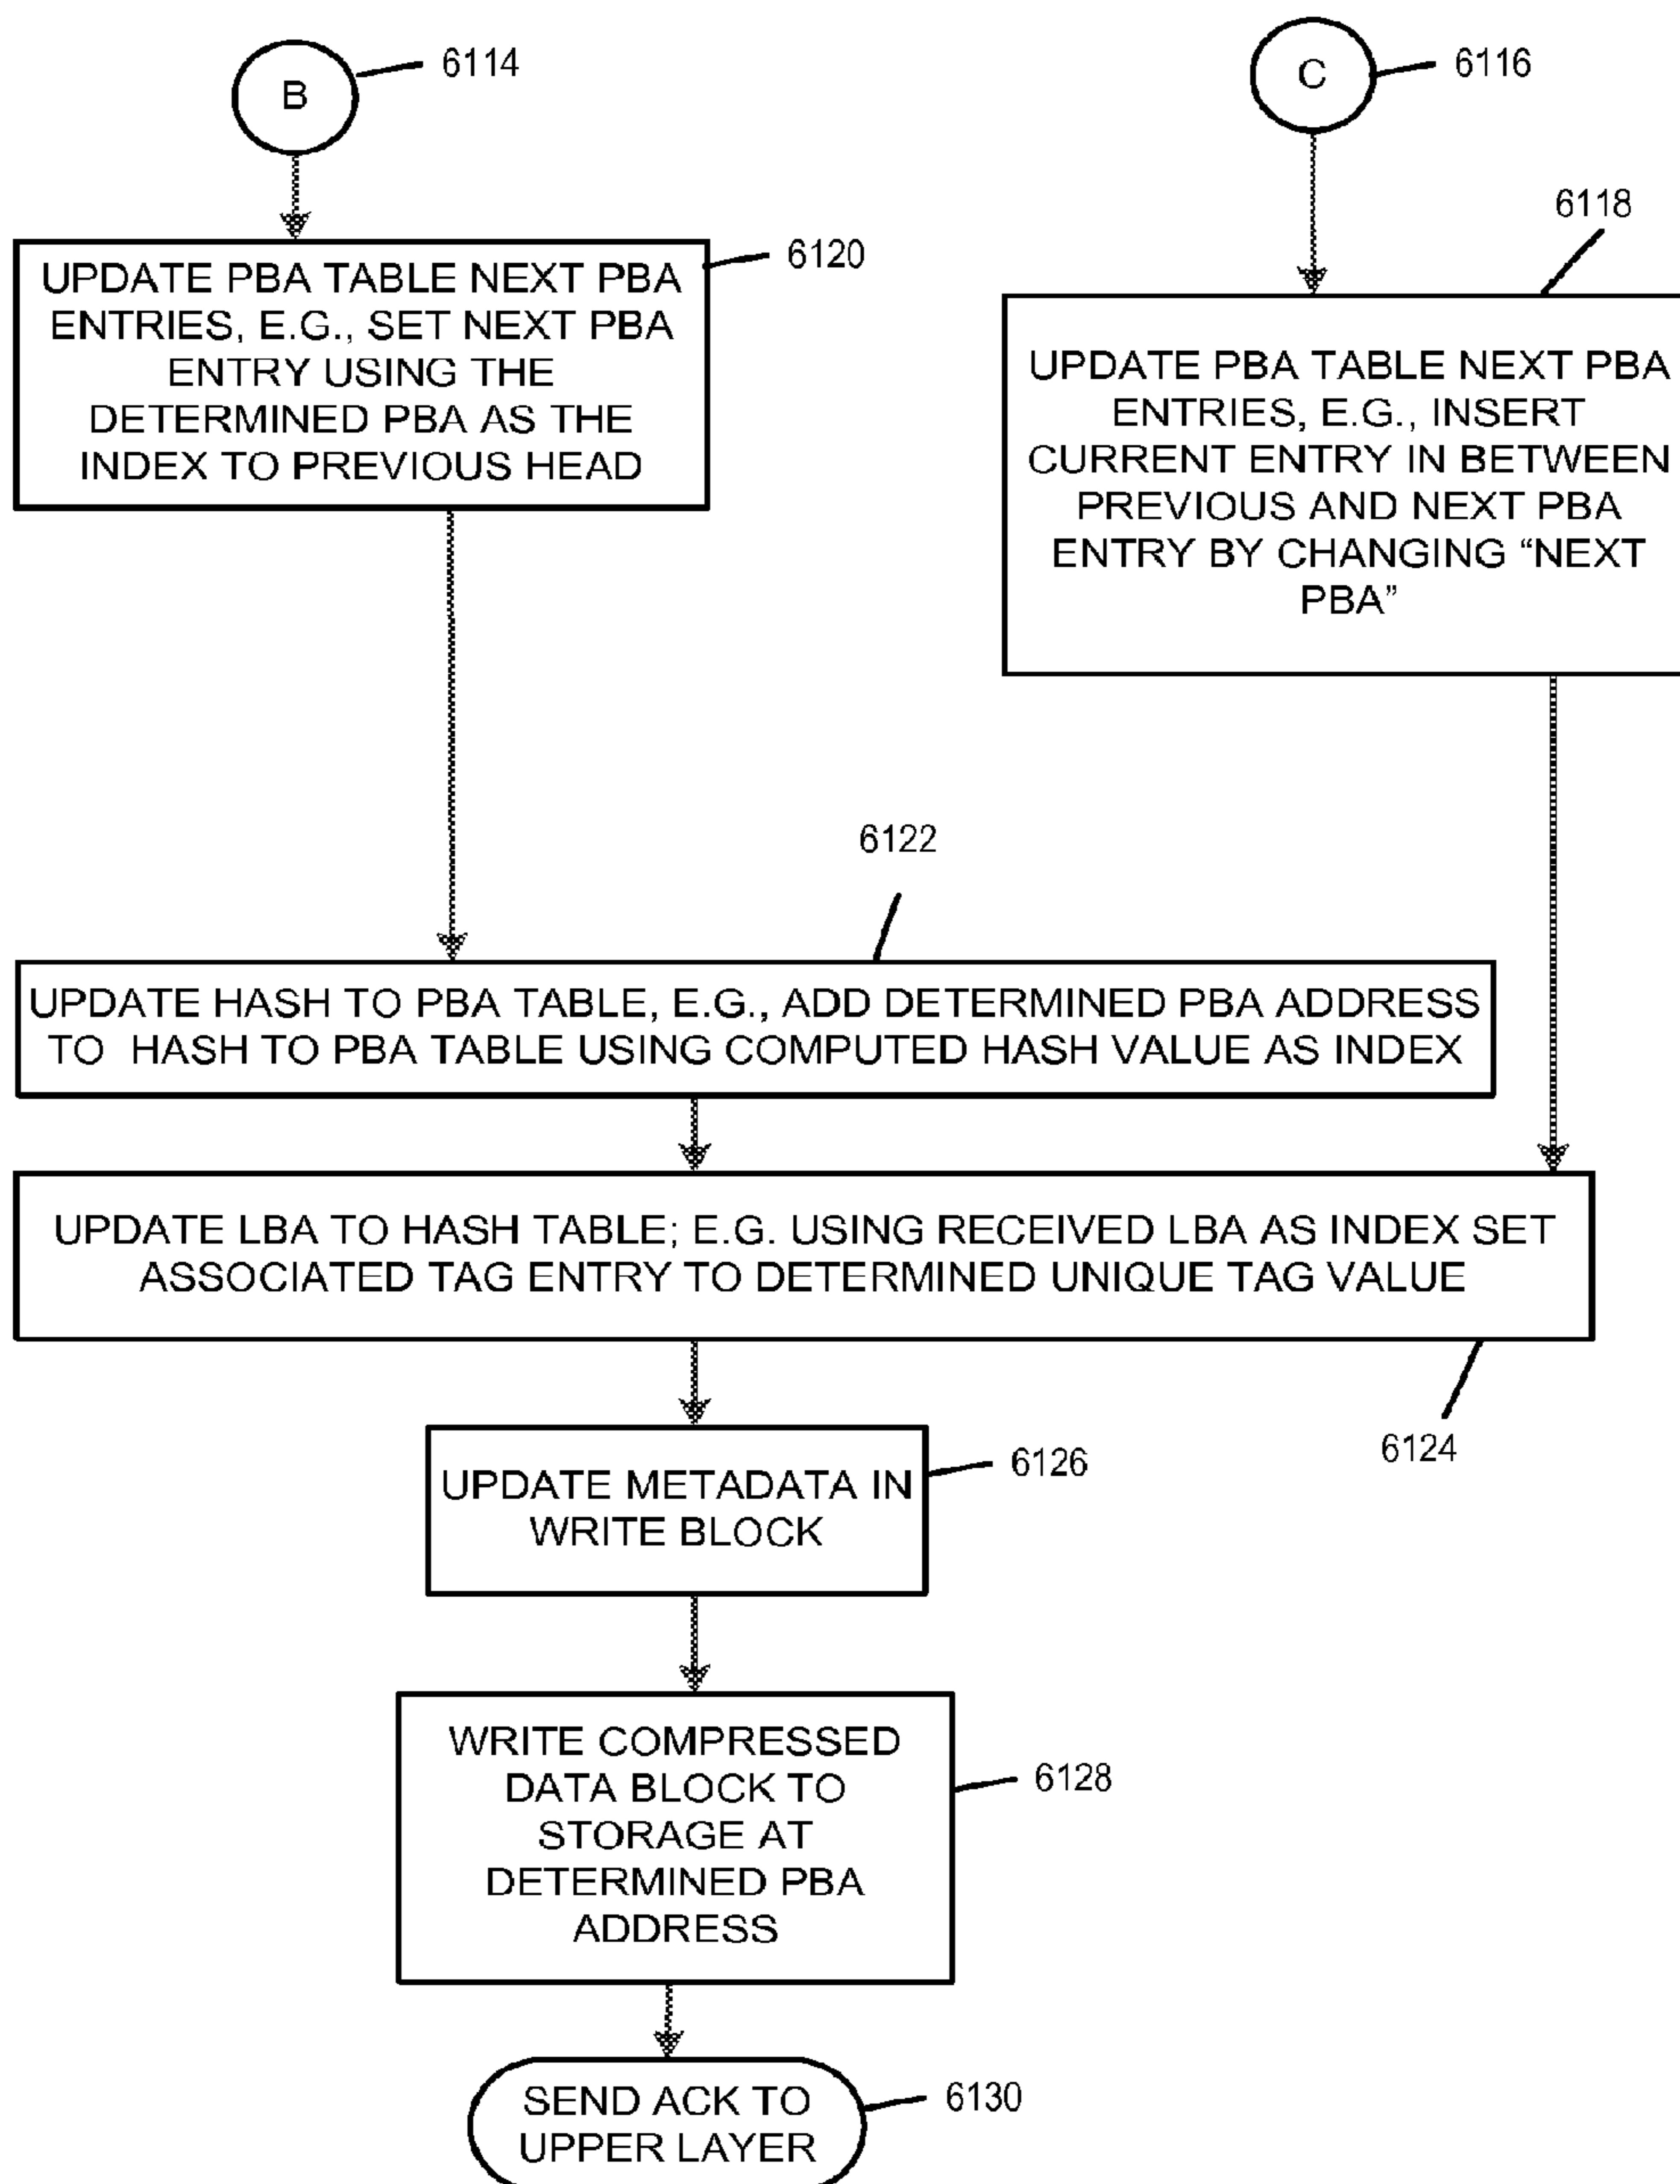 B
6114
C
6116
6118
6120
UPDATE PBA TABLE NEXT PBA
ENTRIES, E.G., SET NEXT PBA
ENTRY USING THE
DETERMINED PBA AS THE
INDEX TO PREVIOUS HEAD
UPDATE PBA TABLE NEXT PBA
ENTRIES, E.G., INSERT
CURRENT ENTRY IN BETWEEN
PREVIOUS AND NEXT PBA
ENTRY BY CHANGING “NEXT
PBA”
6122
UPDATE HASH TO PBA TABLE, E.G., ADD DETERMINED PBA ADDRESS
TO HASH TO PBA TABLE USING COMPUTED HASH VALUE AS INDEX
UPDATE LBA TO HASH TABLE; E.G. USING RECEIVED LBA AS INDEX SET
ASSOCIATED TAG ENTRY TO DETERMINED UNIQUE TAG VALUE
6124
UPDATE METADATA IN
WRITE BLOCK
6126
WRITE COMPRESSED
DATA BLOCK TO
STORAGE AT
DETERMINED PBA
ADDRESS
6128
SEND ACK TO
UPPER LAYER
6130